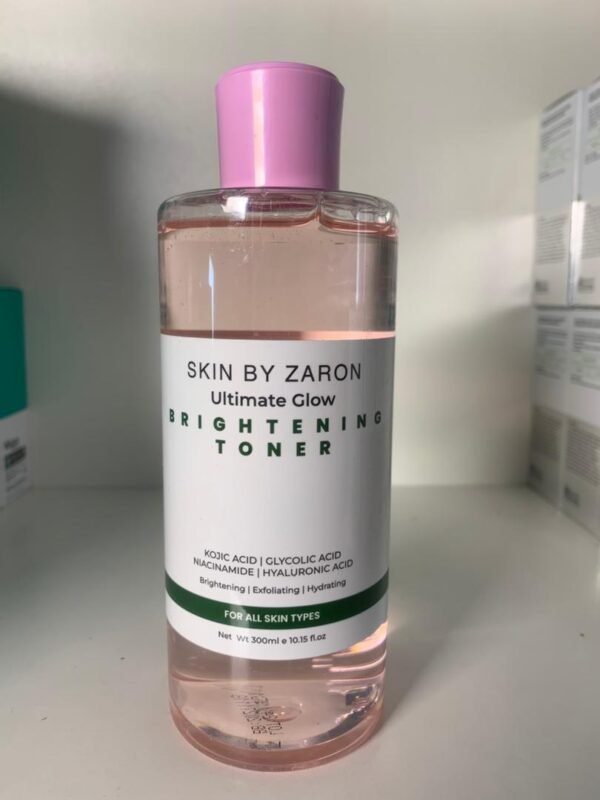 SKIN BY ZARON
Ultimate Glow
BRIGHTENING
TONER
KOJIC ACID | GLYCOLIC ACID
NIACINAMIDE | HYALURONIC ACID
Brightening | Exfoliating | Hydrating
FOR ALL SKIN TYPES
Net Wt 300ml e 10.15 fl.oz